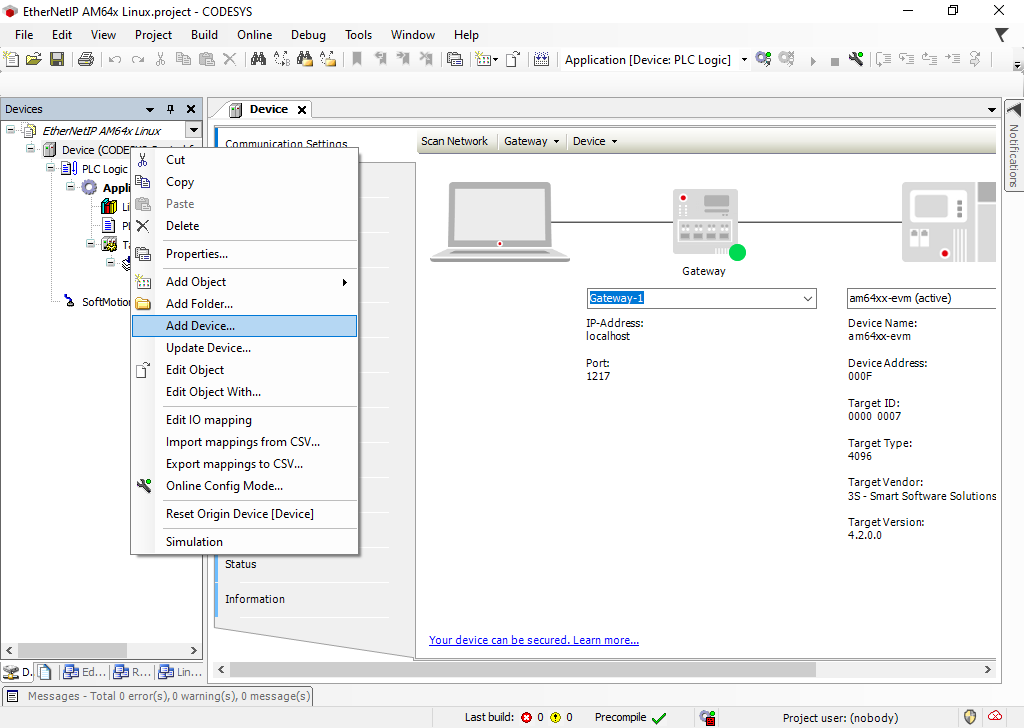 EtherNetIP AM64x Linux.project - CODESYS
File Edit View Project Build Online Debug Tools Window Help
Application [Device: PLC Logic]
Devices
Device
EtherNetIP AM64x Linux
Device (CODESYS
PLC Logic
Appli
SoftMotion
Cut
Copy
Paste
Delete
Properties...
Add Object
Add Folder...
Add Device...
Update Device...
Edit Object
Edit Object With...
Edit IO mapping
Import mappings from CSV...
Export mappings to CSV...
Online Config Mode...
Reset Origin Device [Device]
Simulation
Communication Settings
Status
Information
Scan Network Gateway Device
Gateway
Gateway-1
IP-Address:
localhost
Port:
1217
am64xx-evm (active)
Device Name:
am64xx-evm
Device Address:
000F
Target ID:
0000 0007
Target Type:
4096
Target Vendor:
3S - Smart Software Solutions
Target Version:
4.2.0.0
Your device can be secured. Learn more...
Notifications
D. Ed... R... Lin...
Messages - Total 0 error(s), 0 warning(s), 0 message(s)
Last build: 0 0 Precompile Project user: (nobody)